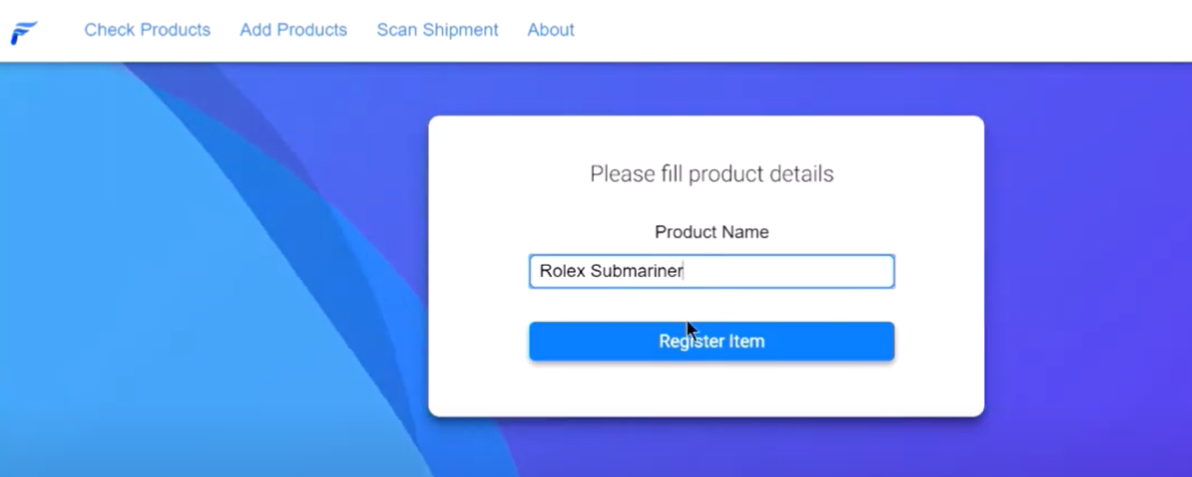 Check Products Add Products Scan Shipment About
Please fill product details
Product Name
Rolex Submariner
Register Item